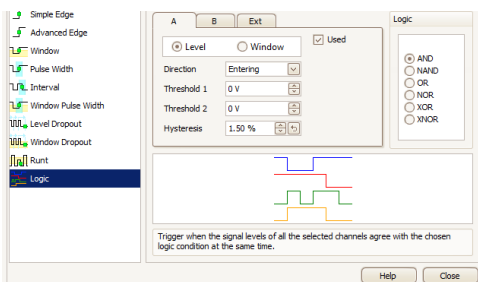 Simple Edge
Advanced Edge
Window
Pulse Width
Interval
Window Pulse Width
Level Dropout
Window Dropout
Runt
Logic
A B Ext
Level Window Used
Direction Entering
Threshold 1 0 V
Threshold 2 0 V
Hysteresis 1.50 %
Logic
AND
NAND
OR
NOR
XOR
XNOR
Trigger when the signal levels of all the selected channels agree with the chosen
logic condition at the same time.
Help Close